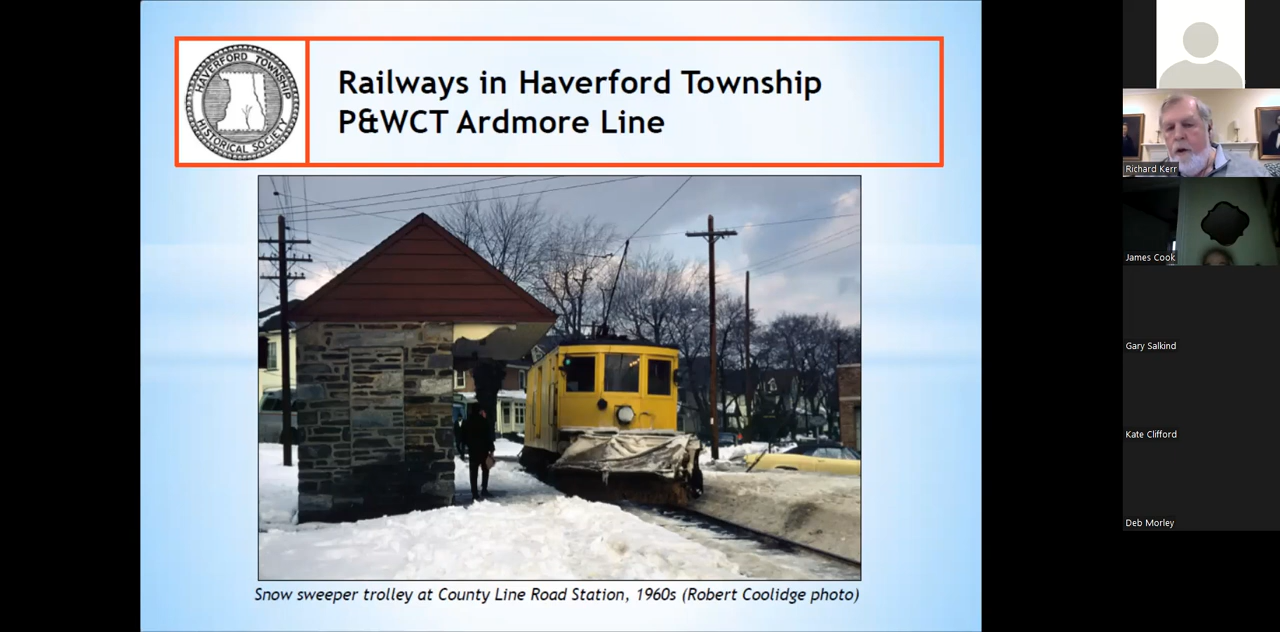 HAVERFORD TOWNSHIP
HISTORICAL SOCIETY
Railways in Haverford Township
P&WCT Ardmore Line
Snow sweeper trolley at County Line Road Station, 1960s (Robert Coolidge photo)
Richard Kerr
James Cook
Gary Salkind
Kate Clifford
Deb Morley